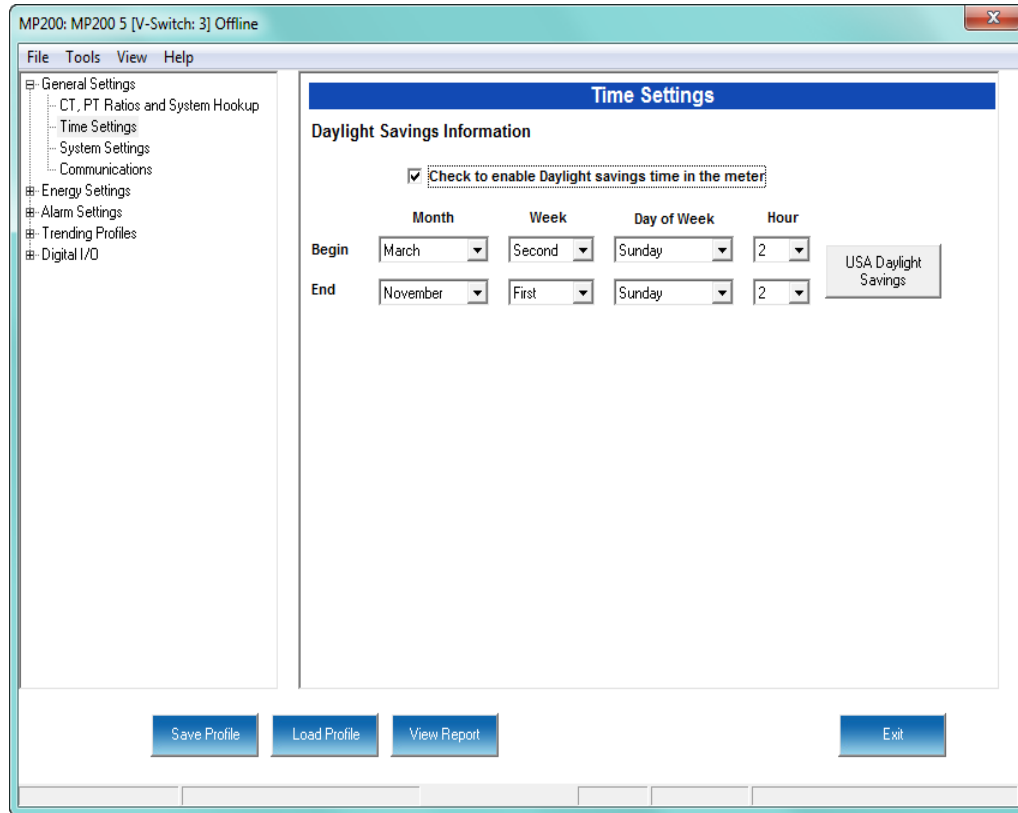 MP200: MP200 5 [V-Switch: 3] Offline
X
File Tools View Help
General Settings
CT, PT Ratios and System Hookup
Time Settings
System Settings
Communications
Energy Settings
Alarm Settings
Trending Profiles
Digital I/O
Time Settings
Daylight Savings Information
Check to enable Daylight savings time in the meter
Month Week Day of Week Hour
Begin March Second Sunday 2
USA Daylight
Savings
End November First Sunday 2
Save Profile Load Profile View Report Exit